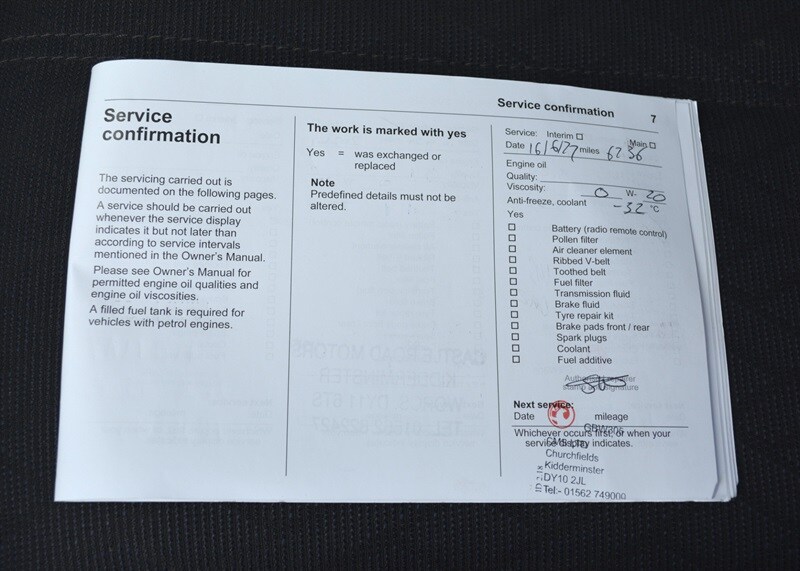 Service confirmation 7
Service
confirmation
The servicing carried out is
documented on the following pages.
A service should be carried out
whenever the service display
indicates it but not later than
according to service intervals
mentioned in the Owner's Manual.
Please see Owner's Manual for
permitted engine oil qualities and
engine oil viscosities.
A filled fuel tank is required for
vehicles with petrol engines.
The work is marked with yes
Yes = was exchanged or
replaced
Note
Predefined details must not be
altered.
Service: Interim ☐ Main ☐
Date miles 6236
Engine oil
Quality:
Viscosity: 0 W- 20
Anti-freeze, coolant -32 °C
Yes
☐ Battery (radio remote control)
☐ Pollen filter
☐ Air cleaner element
☐ Ribbed V-belt
☐ Toothed belt
☐ Fuel filter
☐ Transmission fluid
☐ Brake fluid
☐ Tyre repair kit
☐ Brake pads front / rear
☐ Spark plugs
☐ Coolant
☐ Fuel additive
stamp and signature
Next service:
Date mileage
Whichever occurs first, or when your
service display indicates.
Churchfields
Kidderminster
DY10 2JL
Tel:- 01562 749000